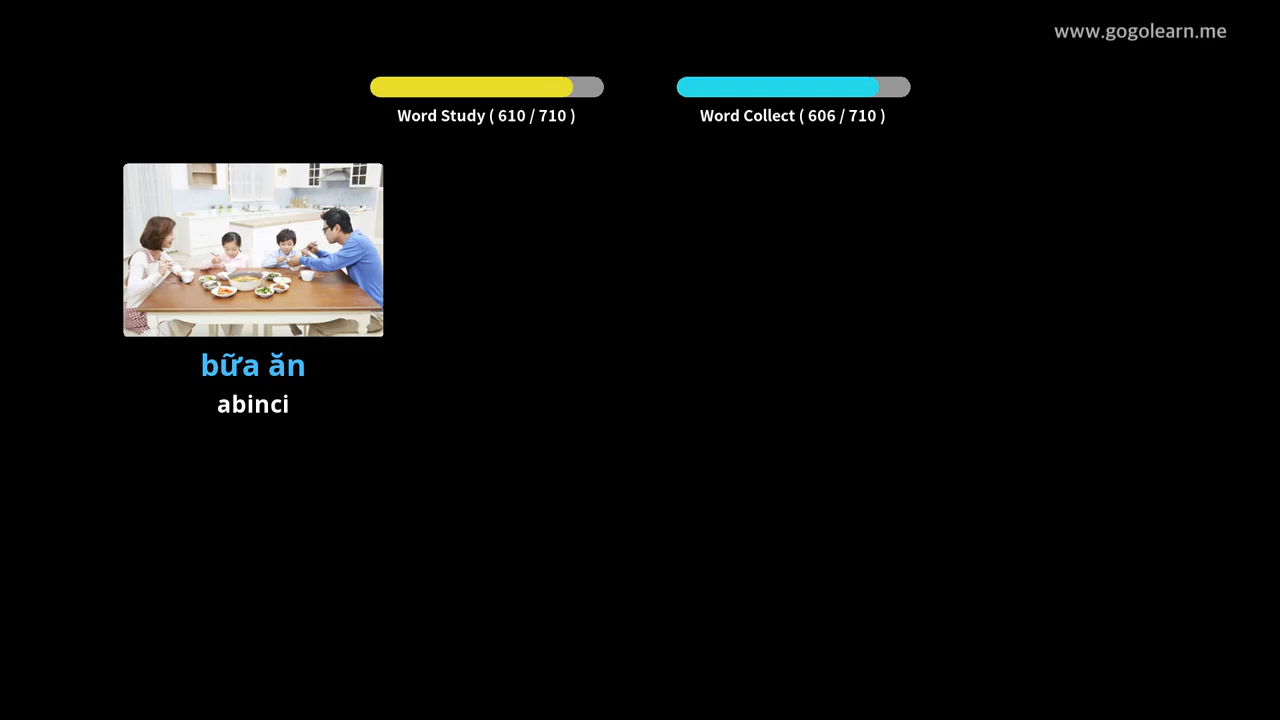 www.gogolearn.me
Word Study ( 610 / 710 )
Word Collect ( 606 / 710 )
bữa ăn
abinci